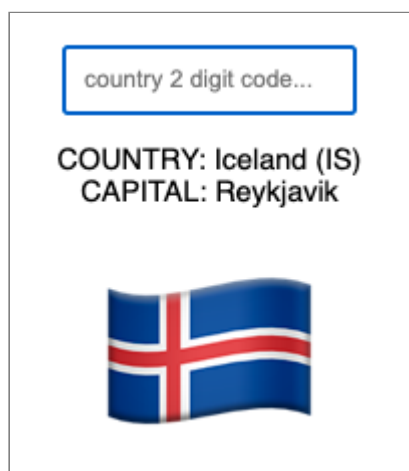 country 2 digit code...
COUNTRY: Iceland (IS)
CAPITAL: Reykjavik